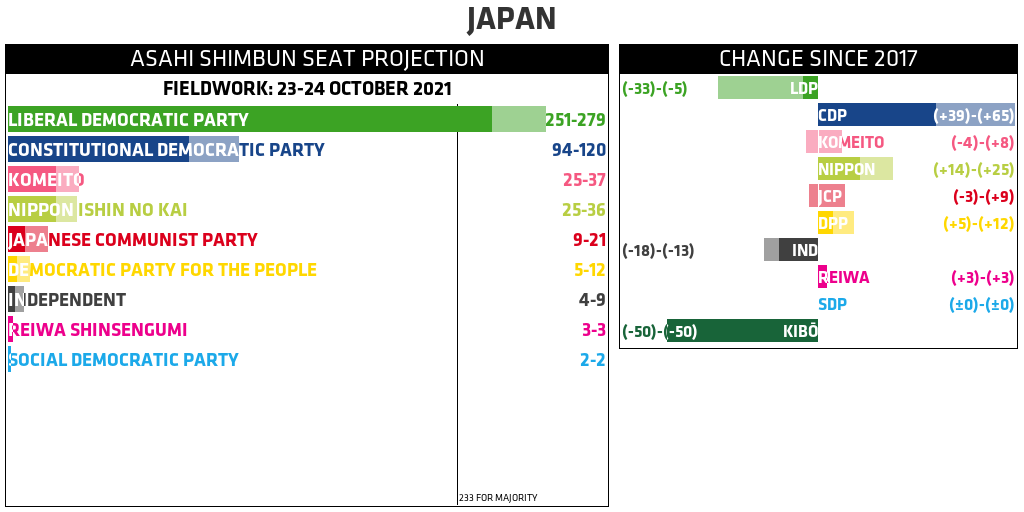 JAPAN
ASAHI SHIMBUN SEAT PROJECTION
FIELDWORK: 23-24 OCTOBER 2021
LIBERAL DEMOCRATIC PARTY 251-279
CONSTITUTIONAL DEMOCRATIC PARTY 94-120
KOMEITO 25-37
NIPPON ISHIN NO KAI 25-36
JAPANESE COMMUNIST PARTY 9-21
DEMOCRATIC PARTY FOR THE PEOPLE 5-12
INDEPENDENT 4-9
REIWA SHINSENGUMI 3-3
SOCIAL DEMOCRATIC PARTY 2-2
233 FOR MAJORITY
CHANGE SINCE 2017
(-33)-(-5) LDP
CDP (+39)-(+65)
KOMEITO (-4)-(+8)
NIPPON (+14)-(+25)
JCP (-3)-(+9)
DPP (+5)-(+12)
(-18)-(-13) IND
REIWA (+3)-(+3)
SDP (±0)-(±0)
(-50)-(-50) KIBŌ